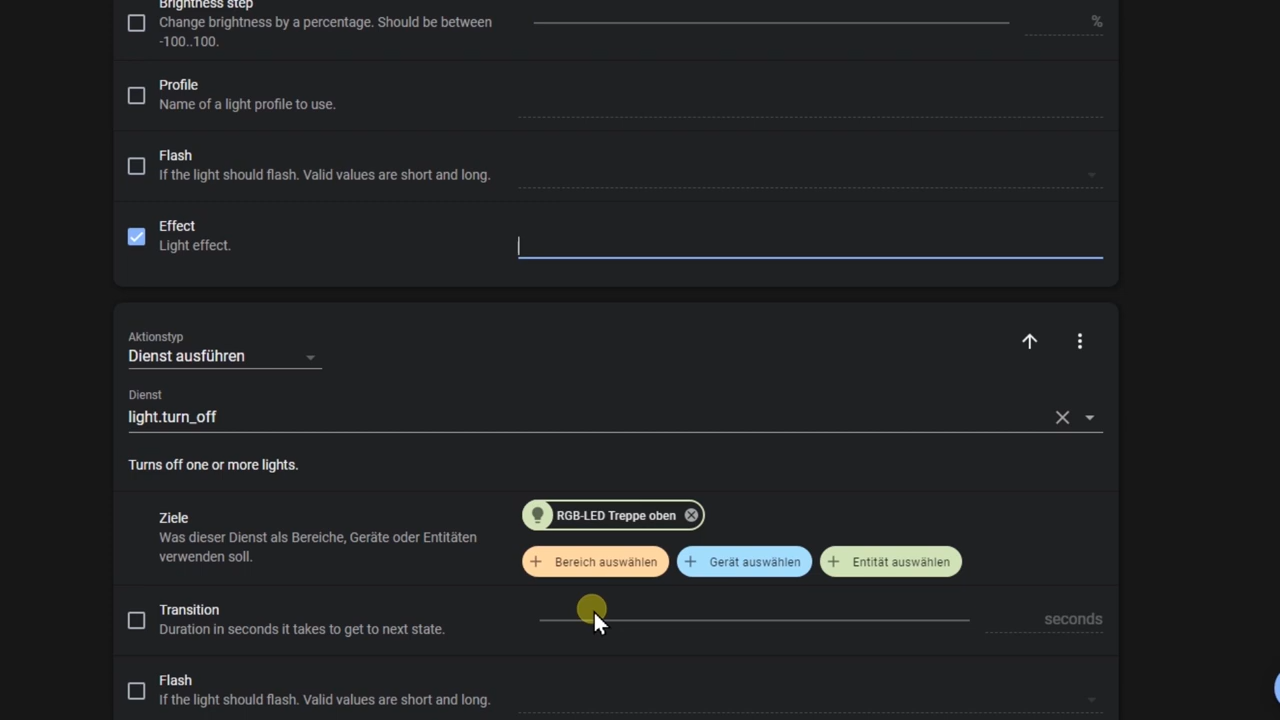 Brightness step
Change brightness by a percentage. Should be between
-100..100.
%
Profile
Name of a light profile to use.
Flash
If the light should flash. Valid values are short and long.
Effect
Light effect.
Aktionstyp
Dienst ausführen
Dienst
light.turn_off
Turns off one or more lights.
RGB-LED Treppe oben
Ziele
Was dieser Dienst als Bereiche, Geräte oder Entitäten
verwenden soll.
+ Bereich auswählen
+ Gerät auswählen
+ Entität auswählen
Transition
Duration in seconds it takes to get to next state.
seconds
Flash
If the light should flash. Valid values are short and long.